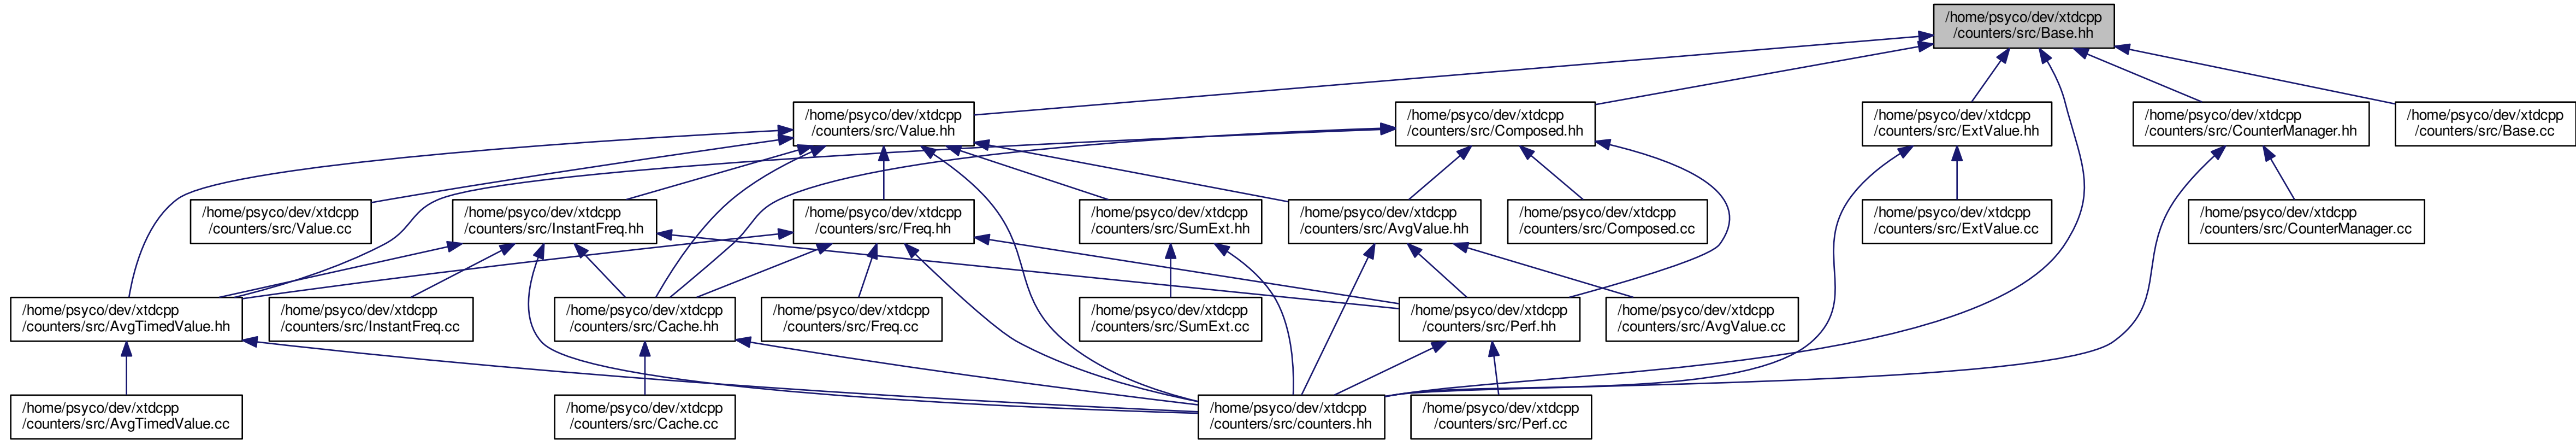 /home/psyco/dev/xtdcpp
/counters/src/Base.hh
/home/psyco/dev/xtdcpp
/counters/src/Value.hh
/home/psyco/dev/xtdcpp
/counters/src/Composed.hh
/home/psyco/dev/xtdcpp
/counters/src/ExtValue.hh
/home/psyco/dev/xtdcpp
/counters/src/CounterManager.hh
/home/psyco/dev/xtdcpp
/counters/src/Base.cc
/home/psyco/dev/xtdcpp
/counters/src/Value.cc
/home/psyco/dev/xtdcpp
/counters/src/InstantFreq.hh
/home/psyco/dev/xtdcpp
/counters/src/Freq.hh
/home/psyco/dev/xtdcpp
/counters/src/SumExt.hh
/home/psyco/dev/xtdcpp
/counters/src/AvgValue.hh
/home/psyco/dev/xtdcpp
/counters/src/Composed.cc
/home/psyco/dev/xtdcpp
/counters/src/ExtValue.cc
/home/psyco/dev/xtdcpp
/counters/src/CounterManager.cc
/home/psyco/dev/xtdcpp
/counters/src/AvgTimedValue.hh
/home/psyco/dev/xtdcpp
/counters/src/InstantFreq.cc
/home/psyco/dev/xtdcpp
/counters/src/Cache.hh
/home/psyco/dev/xtdcpp
/counters/src/Freq.cc
/home/psyco/dev/xtdcpp
/counters/src/SumExt.cc
/home/psyco/dev/xtdcpp
/counters/src/Perf.hh
/home/psyco/dev/xtdcpp
/counters/src/AvgValue.cc
/home/psyco/dev/xtdcpp
/counters/src/AvgTimedValue.cc
/home/psyco/dev/xtdcpp
/counters/src/Cache.cc
/home/psyco/dev/xtdcpp
/counters/src/counters.hh
/home/psyco/dev/xtdcpp
/counters/src/Perf.cc